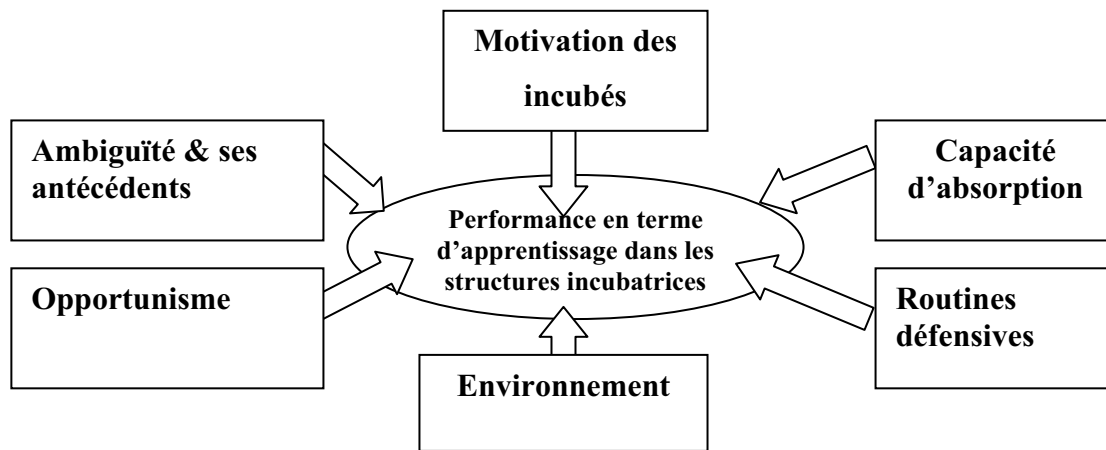 Motivation des
incubés
Ambiguïté & ses
antécédents
Capacité
d’absorption
Performance en terme
d’apprentissage dans les
structures incubatrices
Opportunisme
Routines
défensives
Environnement